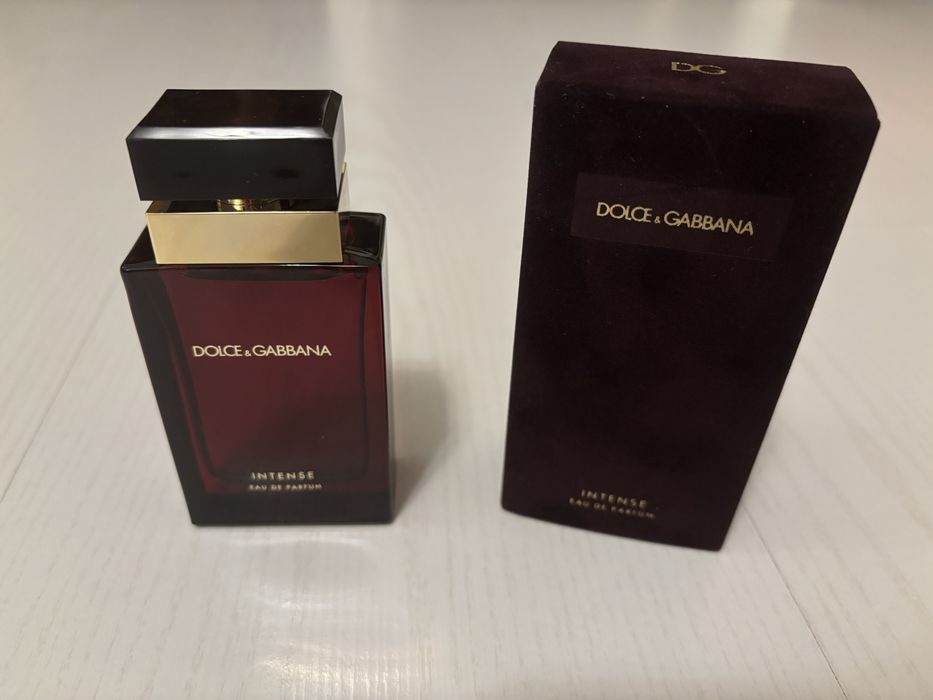 DOLCE & GABBANA
INTENSE
EAU DE PARFUM
DG
DOLCE & GABBANA
INTENSE
EAU DE PARFUM